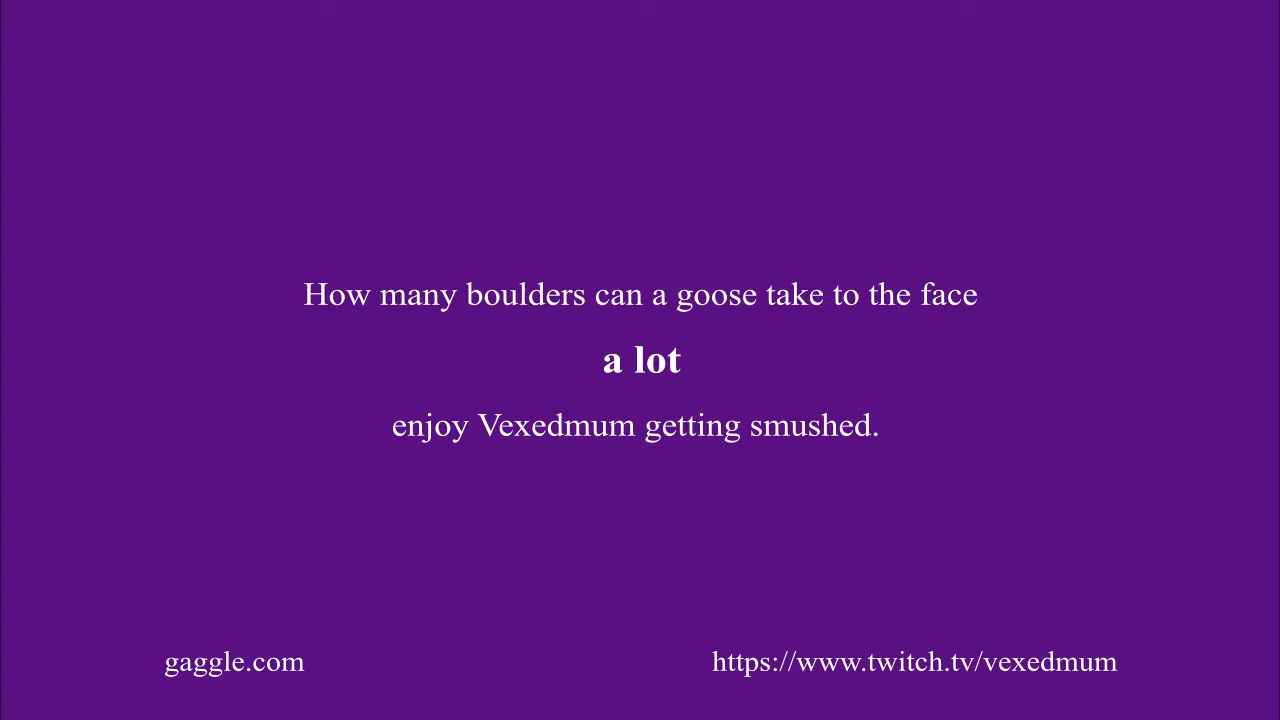 How many boulders can a goose take to the face
a lot
enjoy Vexedmum getting smushed.
gaggle.com
https://www.twitch.tv/vexedmum